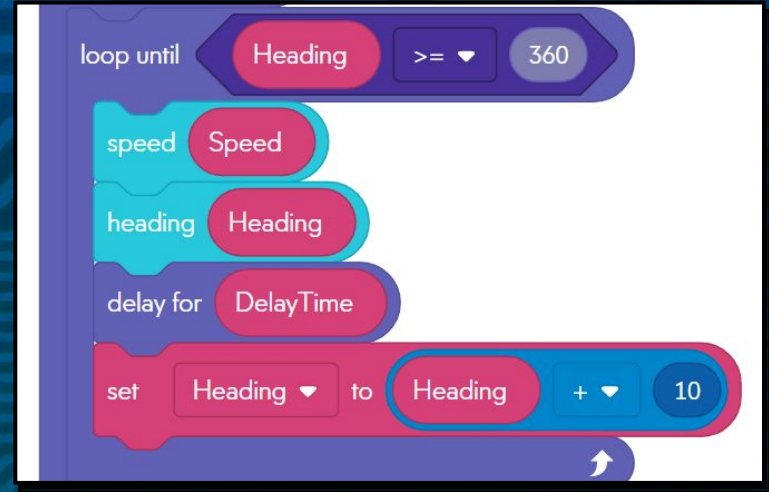 loop until Heading >= 360
speed Speed
heading Heading
delay for DelayTime
set Heading to Heading + 10